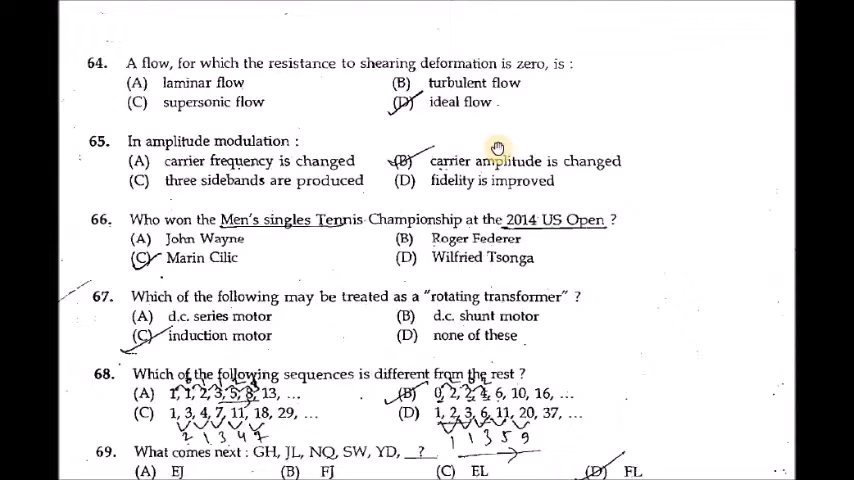 64. A flow, for which the resistance to shearing deformation is zero, is :
(A) laminar flow (B) turbulent flow
(C) supersonic flow (D) ideal flow .
65. In amplitude modulation :
(A) carrier frequency is changed (B) carrier amplitude is changed
(C) three sidebands are produced (D) fidelity is improved
66. Who won the Men's singles Tennis Championship at the 2014 US Open ?
(A) John Wayne (B) Roger Federer
(C) Marin Cilic (D) Wilfried Tsonga
67. Which of the following may be treated as a "rotating transformer" ?
(A) d.c. series motor (B) d.c. shunt motor
(C) induction motor (D) none of these
68. Which of the following sequences is different from the rest ?
(A) 1, 1, 2, 3, 5, 8, 13, ... (B) 0, 2, 2, 4, 6, 10, 16, ...
(C) 1, 3, 4, 7, 11, 18, 29, ... (D) 1, 2, 3, 6, 11, 20, 37, ...
2 1 3 4 7 1 1 3 5 9
69. What comes next : GH, JL, NQ, SW, YD, ?
(A) EJ (B) FJ (C) EL (D) FL